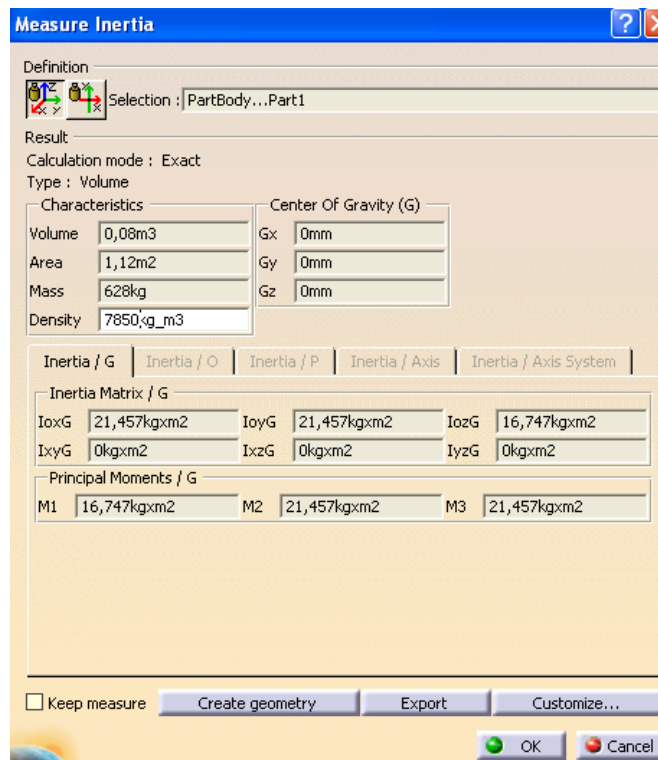 Measure Inertia
Definition
Selection : PartBody...Part1
Result
Calculation mode : Exact
Type : Volume
Characteristics
Center Of Gravity (G)
Volume 0,08m3 Gx 0mm
Area 1,12m2 Gy 0mm
Mass 628kg Gz 0mm
Density 7850kg_m3
Inertia / G Inertia / O Inertia / P Inertia / Axis Inertia / Axis System
Inertia Matrix / G
IoxG 21,457kgxm2 IoyG 21,457kgxm2 IozG 16,747kgxm2
IxyG 0kgxm2 IxzG 0kgxm2 IyzG 0kgxm2
Principal Moments / G
M1 16,747kgxm2 M2 21,457kgxm2 M3 21,457kgxm2
Keep measure Create geometry Export Customize...
OK Cancel